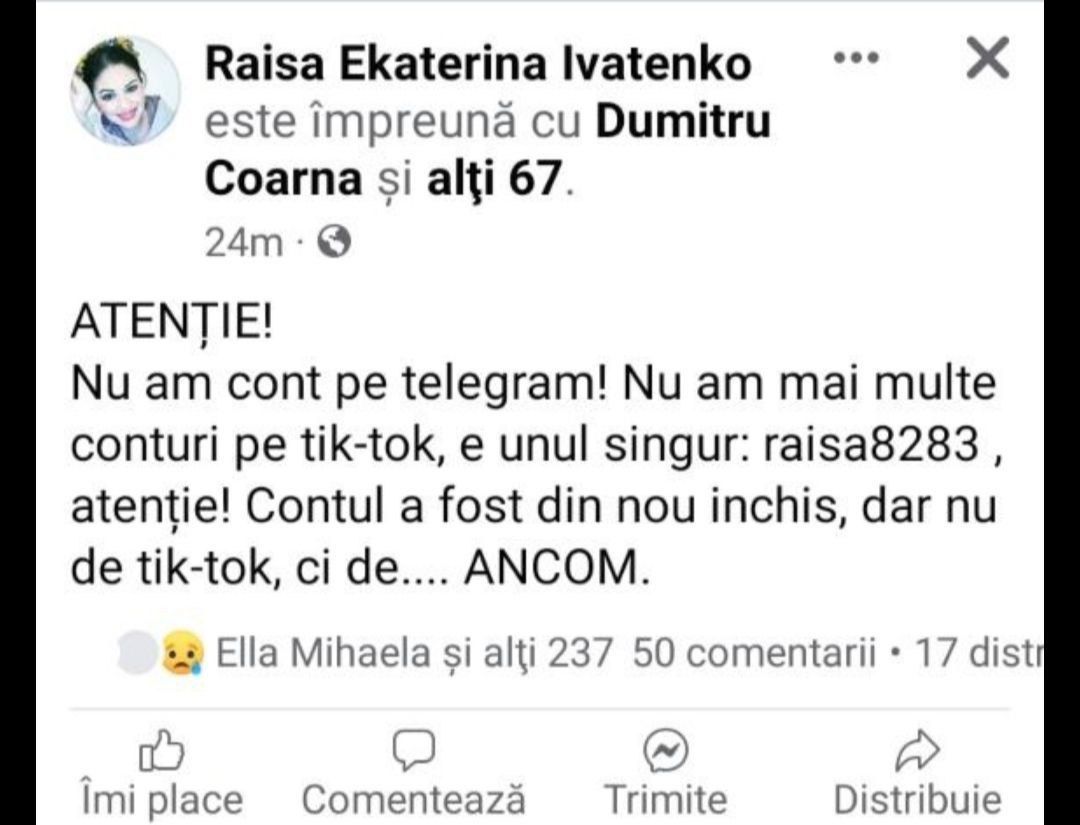 Raisa Ekaterina Ivatenko
este împreună cu Dumitru
Coarna și alţi 67.
24m ·
ATENȚIE!
Nu am cont pe telegram! Nu am mai multe
conturi pe tik-tok, e unul singur: raisa8283 ,
atenție! Contul a fost din nou inchis, dar nu
de tik-tok, ci de.... ANCOM.
Ella Mihaela și alţi 237 50 comentarii • 17 distr
Îmi place Comentează Trimite Distribuie